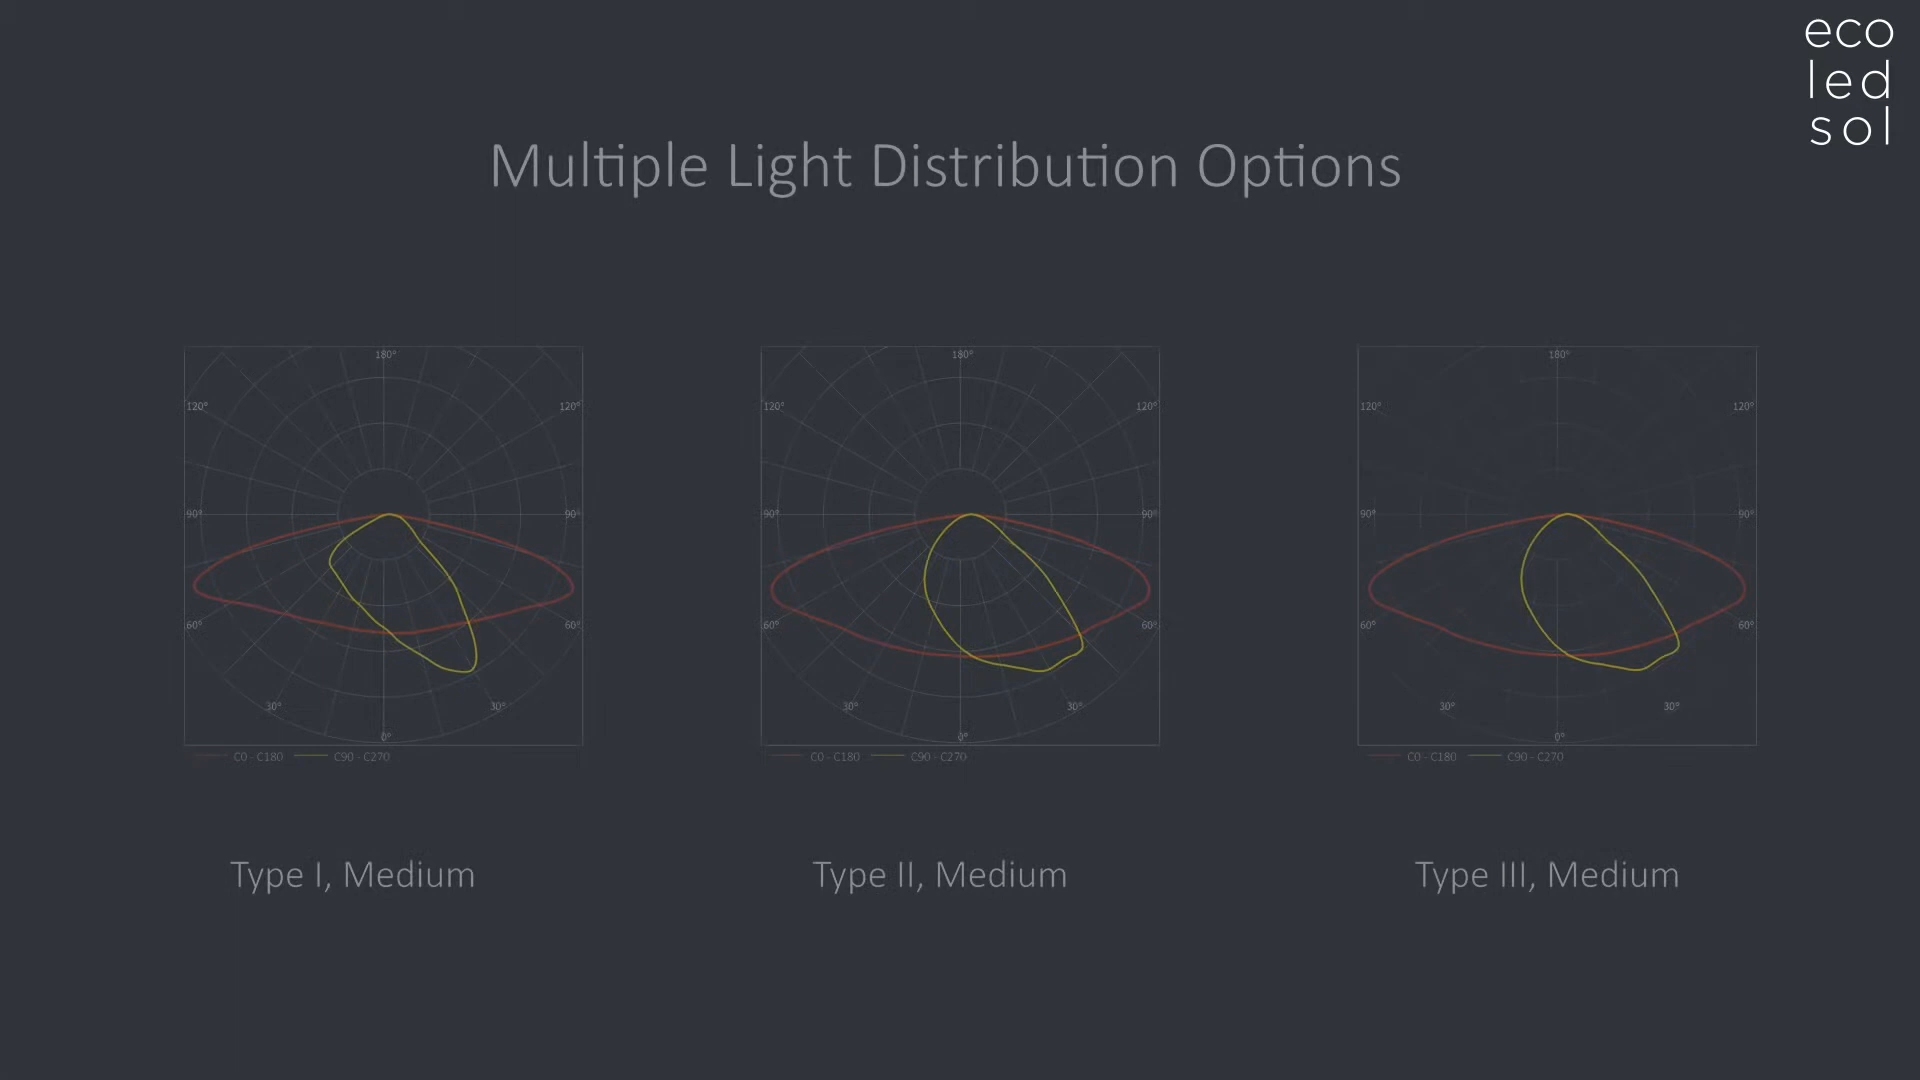 eco
led
sol
Multiple Light Distribution Options
180°
120° 120°
90° 90°
60° 60°
30° 30°
0°
C0 - C180 C90 - C270
180°
120° 120°
90° 90°
60° 60°
30° 30°
0°
C0 - C180 C90 - C270
180°
120° 120°
90° 90°
60° 60°
30° 30°
0°
C0 - C180 C90 - C270
Type I, Medium
Type II, Medium
Type III, Medium